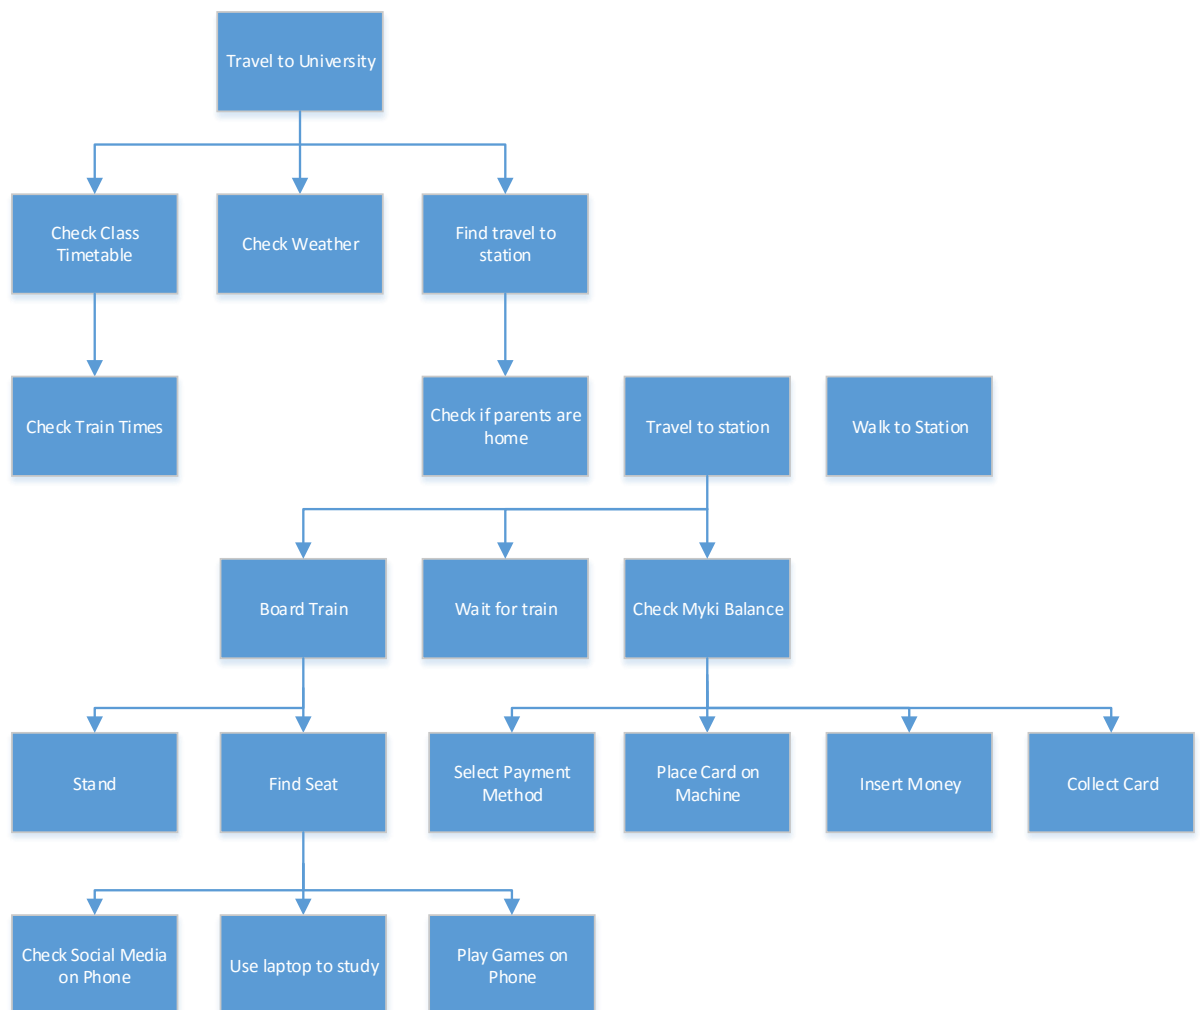 Travel to University
Check Class
Timetable
Check Weather
Find travel to
station
Check Train Times
Check if parents are
home
Travel to station
Walk to Station
Board Train
Wait for train
Check Myki Balance
Stand
Find Seat
Select Payment
Method
Place Card on
Machine
Insert Money
Collect Card
Check Social Media
on Phone
Use laptop to study
Play Games on
Phone